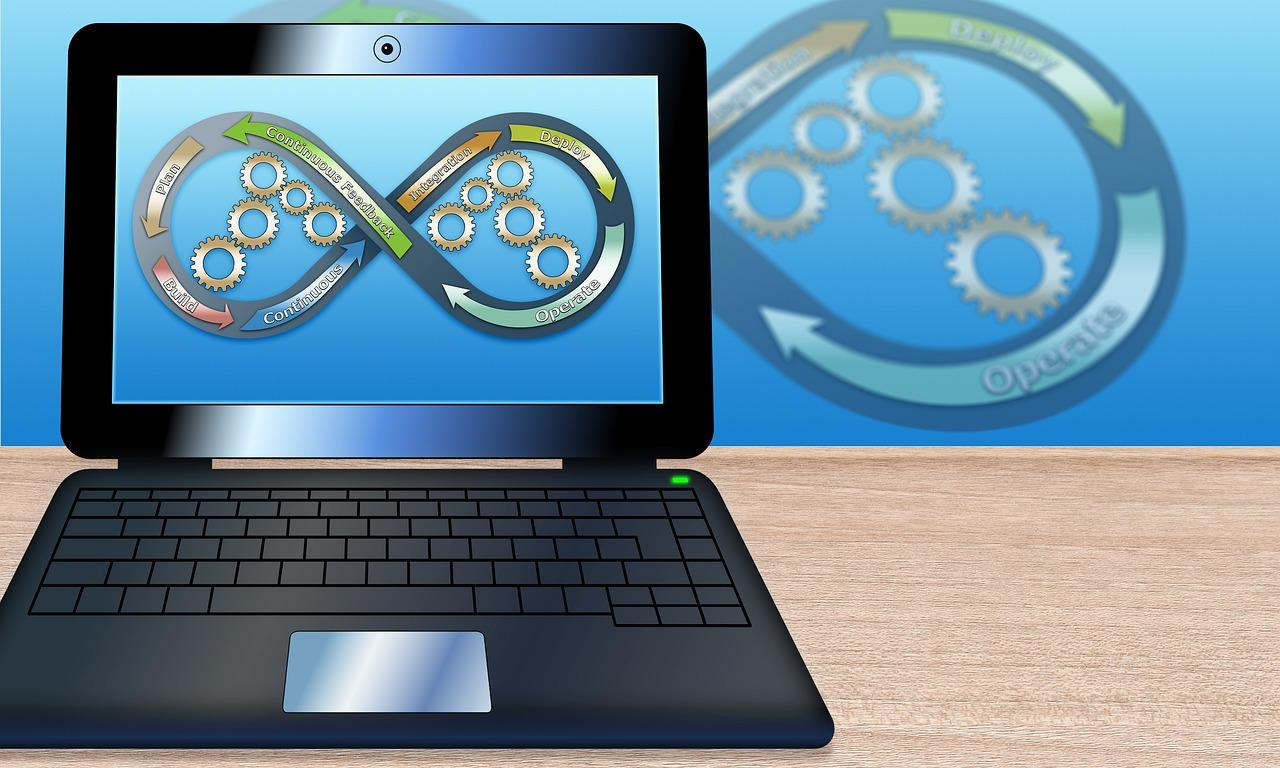 Continuous Feedback
Integration
Deploy
Plan
Build
Continuous
Operate
Deploy
Operate